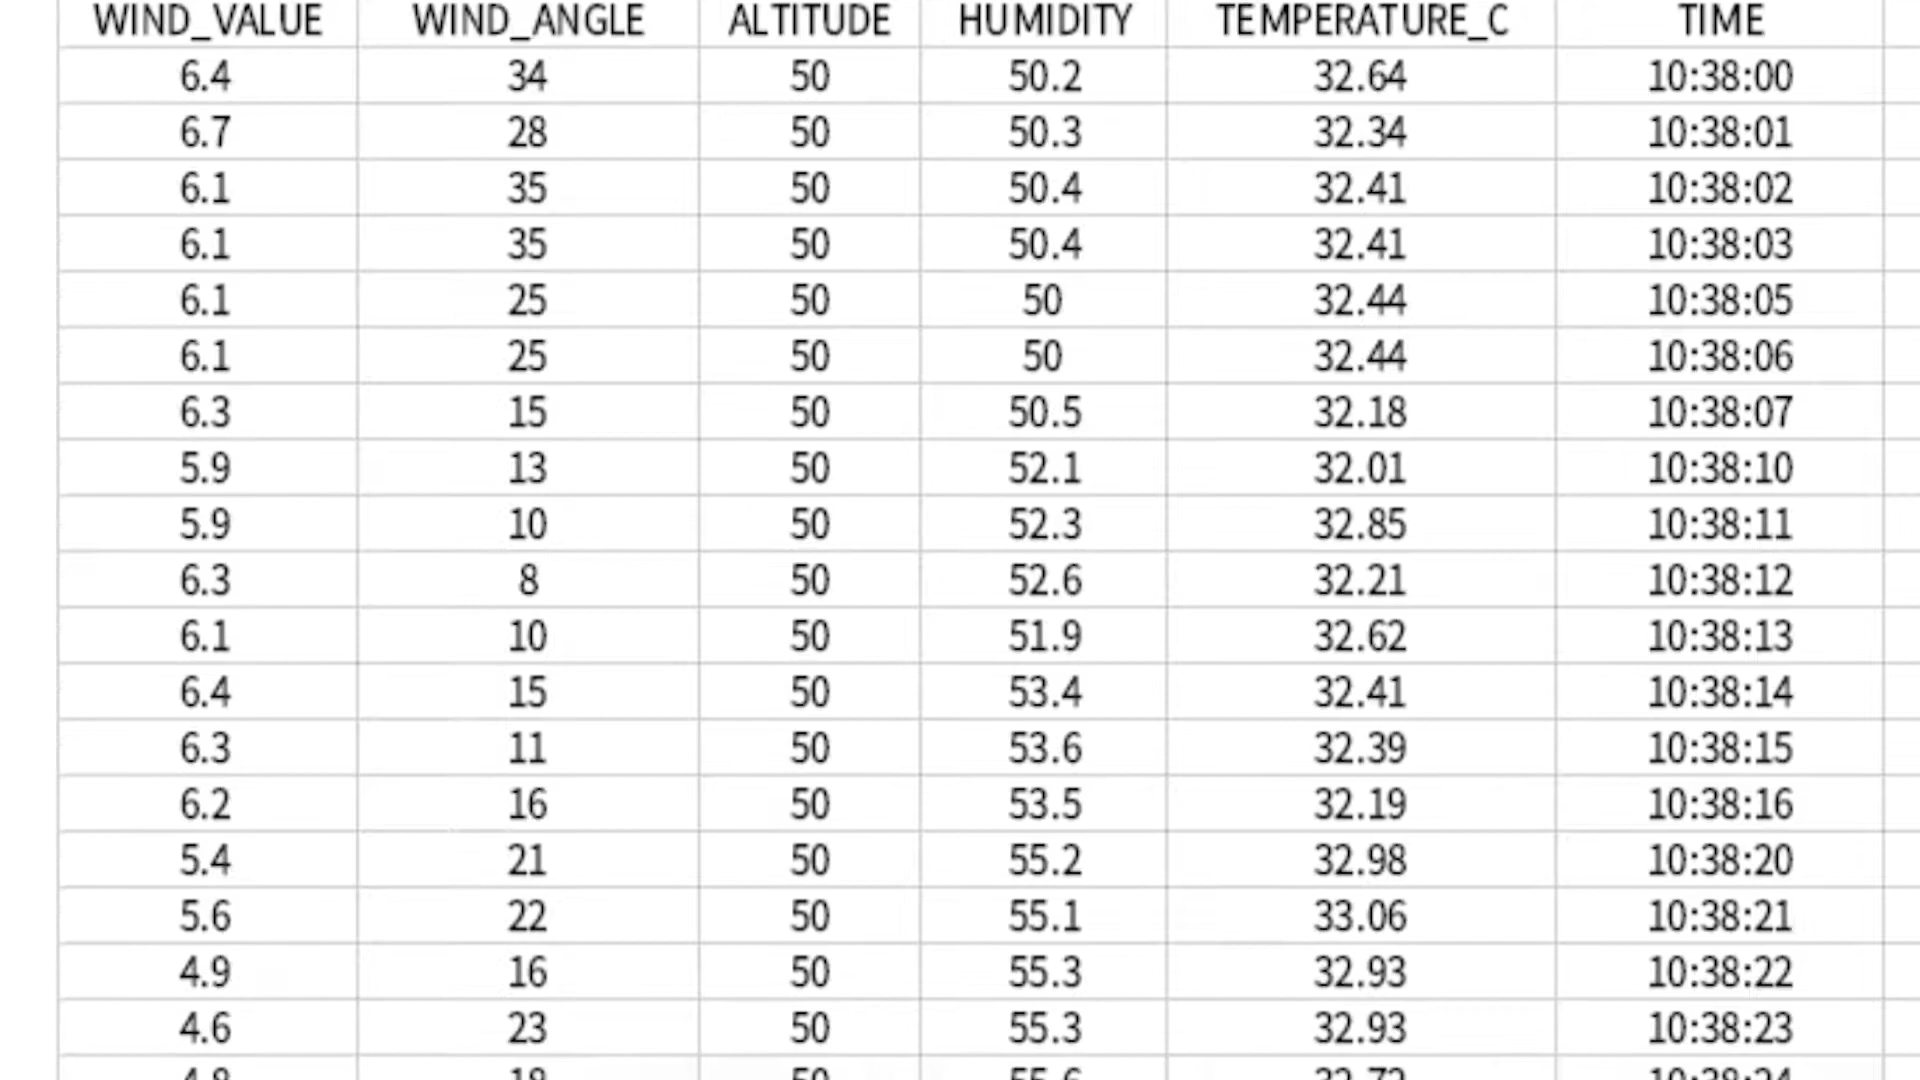 WIND_VALUE WIND_ANGLE ALTITUDE HUMIDITY TEMPERATURE_C TIME
6.4 34 50 50.2 32.64 10:38:00
6.7 28 50 50.3 32.34 10:38:01
6.1 35 50 50.4 32.41 10:38:02
6.1 35 50 50.4 32.41 10:38:03
6.1 25 50 50 32.44 10:38:05
6.1 25 50 50 32.44 10:38:06
6.3 15 50 50.5 32.18 10:38:07
5.9 13 50 52.1 32.01 10:38:10
5.9 10 50 52.3 32.85 10:38:11
6.3 8 50 52.6 32.21 10:38:12
6.1 10 50 51.9 32.62 10:38:13
6.4 15 50 53.4 32.41 10:38:14
6.3 11 50 53.6 32.39 10:38:15
6.2 16 50 53.5 32.19 10:38:16
5.4 21 50 55.2 32.98 10:38:20
5.6 22 50 55.1 33.06 10:38:21
4.9 16 50 55.3 32.93 10:38:22
4.6 23 50 55.3 32.93 10:38:23